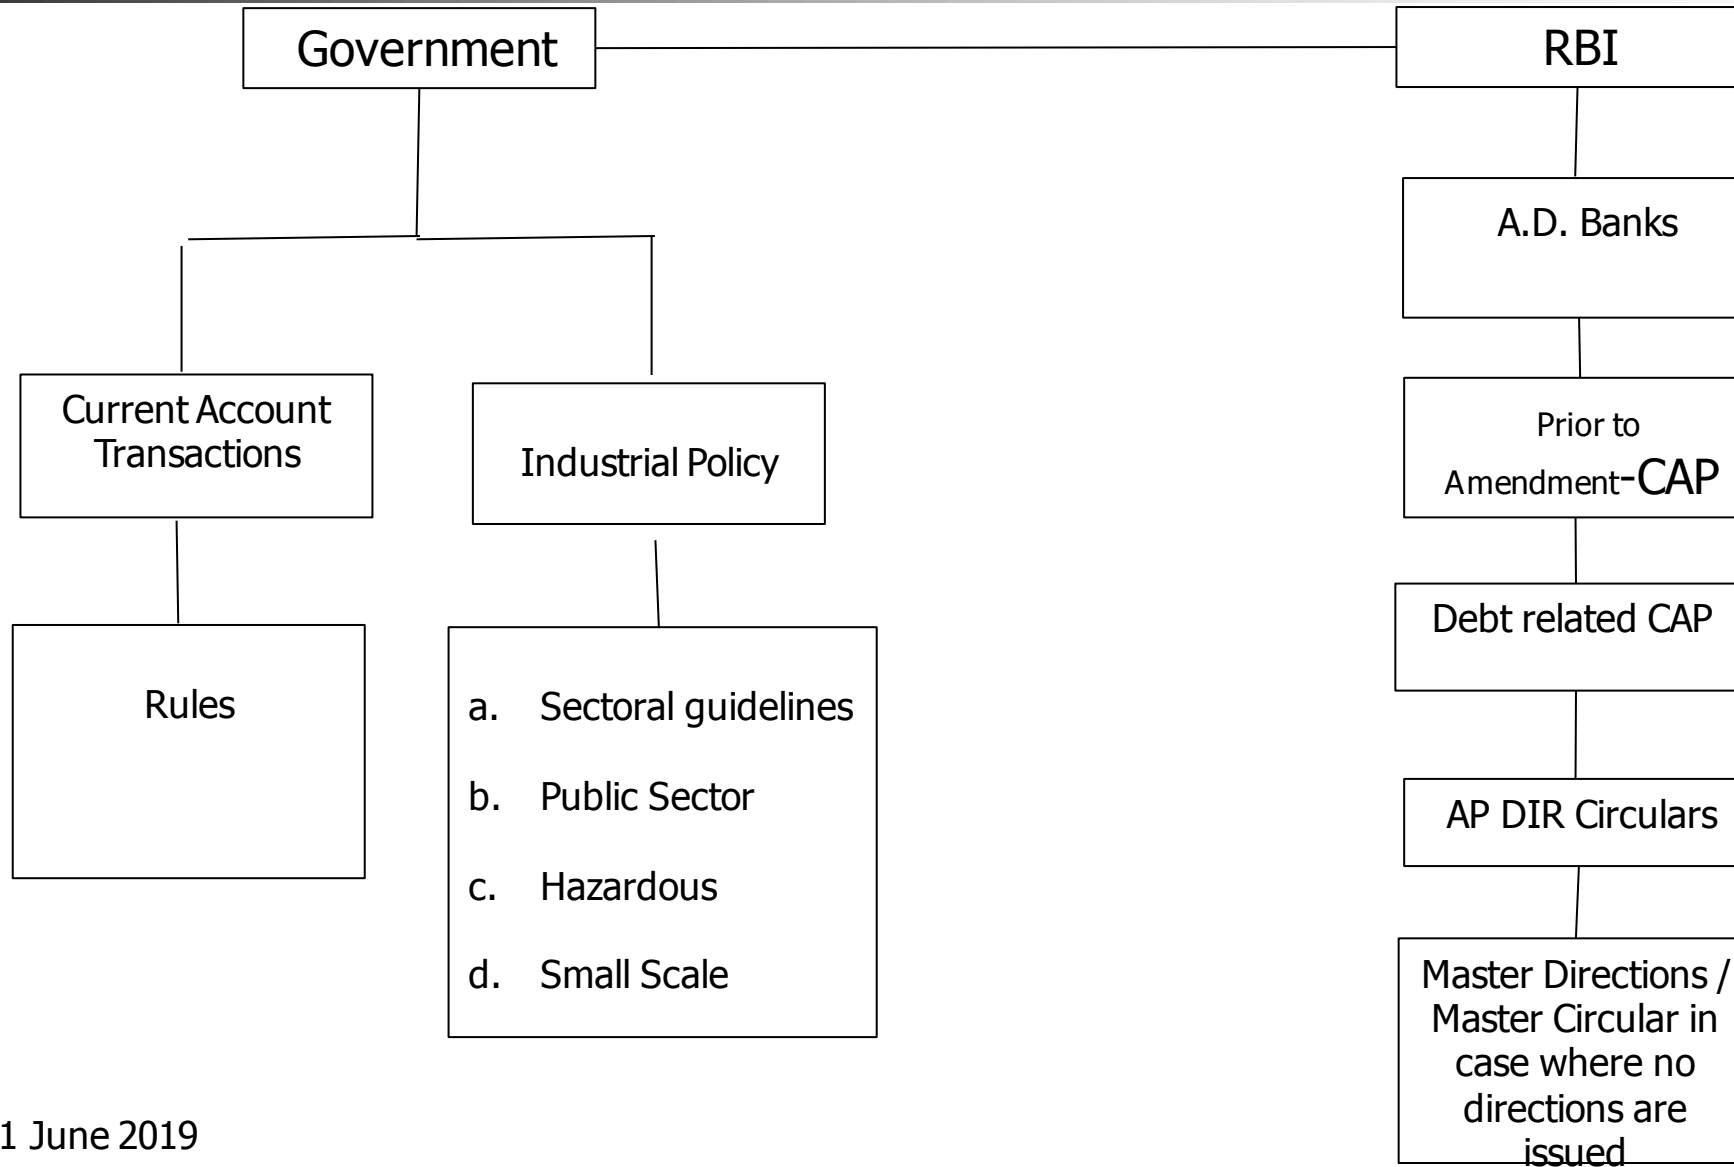 Government
RBI
A.D. Banks
Current Account
Transactions
Industrial Policy
Prior to
Amendment-CAP
Debt related CAP
Rules
a. Sectoral guidelines
b. Public Sector
c. Hazardous
d. Small Scale
AP DIR Circulars
Master Directions /
Master Circular in
case where no
directions are
issued
1 June 2019